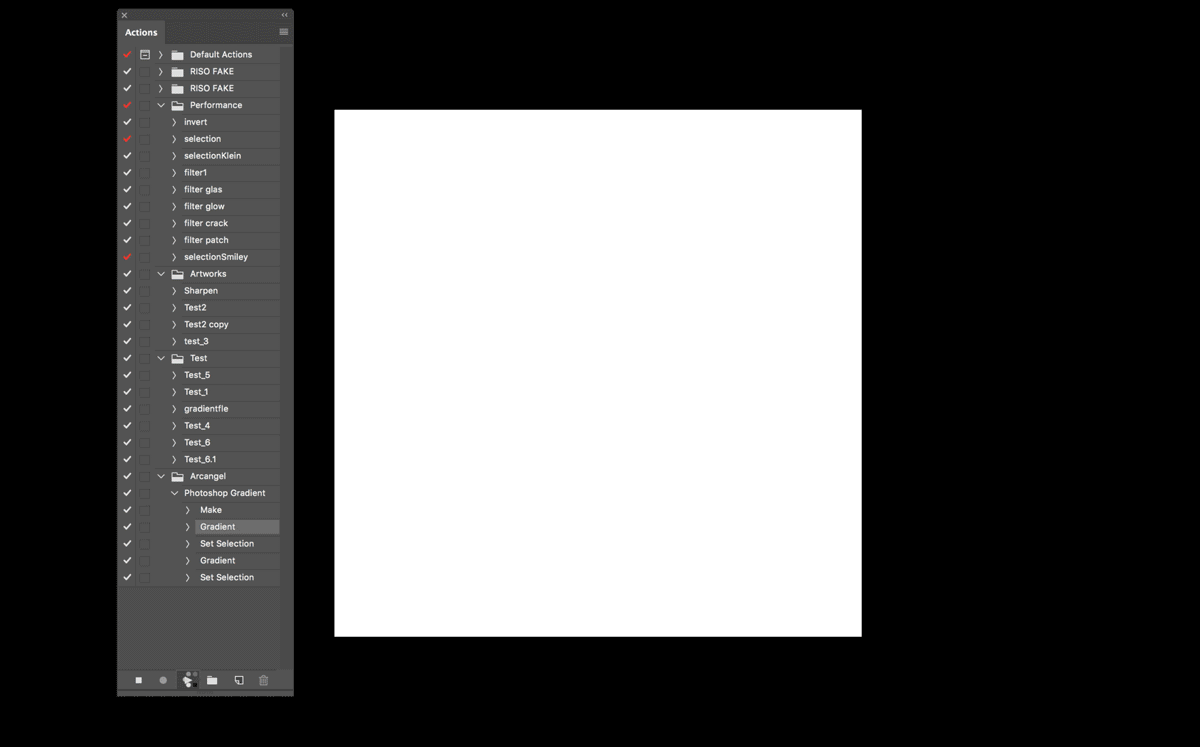 Actions
Default Actions
RISO FAKE
RISO FAKE
Performance
invert
selection
selectionKlein
filter1
filter glas
filter glow
filter crack
filter patch
selectionSmiley
Artworks
Sharpen
Test2
Test2 copy
test_3
Test
Test_5
Test_1
gradientfle
Test_4
Test_6
Test_6.1
Arcangel
Photoshop Gradient
Make
Gradient
Set Selection
Gradient
Set Selection